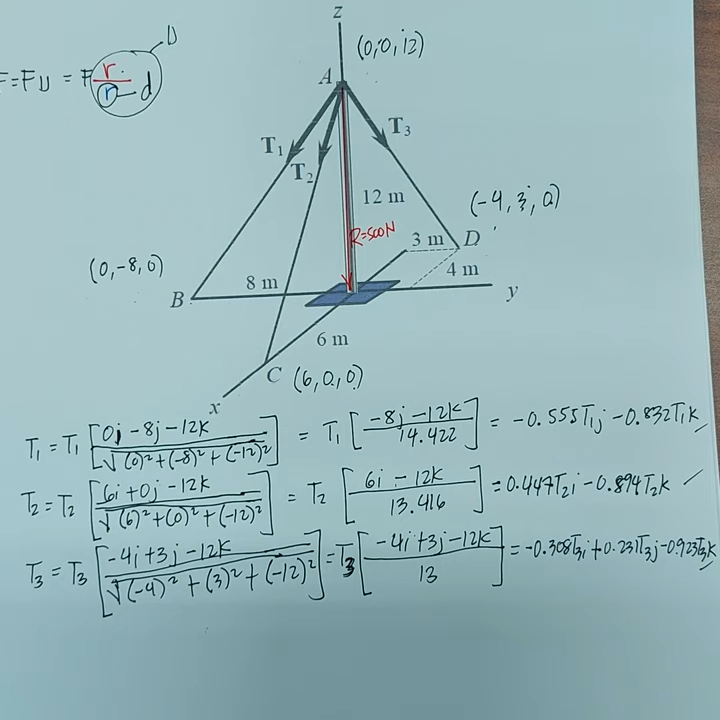 z
D
(0,0,12)
F=FU = F r/r d
A
T₃
T₁
T₂
12 m
(-4,3,0)
R=500N
3 m D
(0,-8,0)
4 m
8 m
B
y
6 m
C (6,0,0)
x
T₁ = T₁ [0j - 8j - 12k / √(0)²+(-8)²+(-12)²] = T₁ [-8j - 12k / 14.422] = -0.555T₁j - 0.832T₁k
T₂ = T₂ [6i + 0j - 12k / √(6)²+(0)²+(-12)²] = T₂ [6i - 12k / 13.416] = 0.447T₂i - 0.894T₂k
T₃ = T₃ [-4i + 3j - 12k / √(-4)²+(3)²+(-12)²] = T₃ [-4i + 3j - 12k / 13] = -0.308T₃i + 0.231T₃j - 0.923T₃k